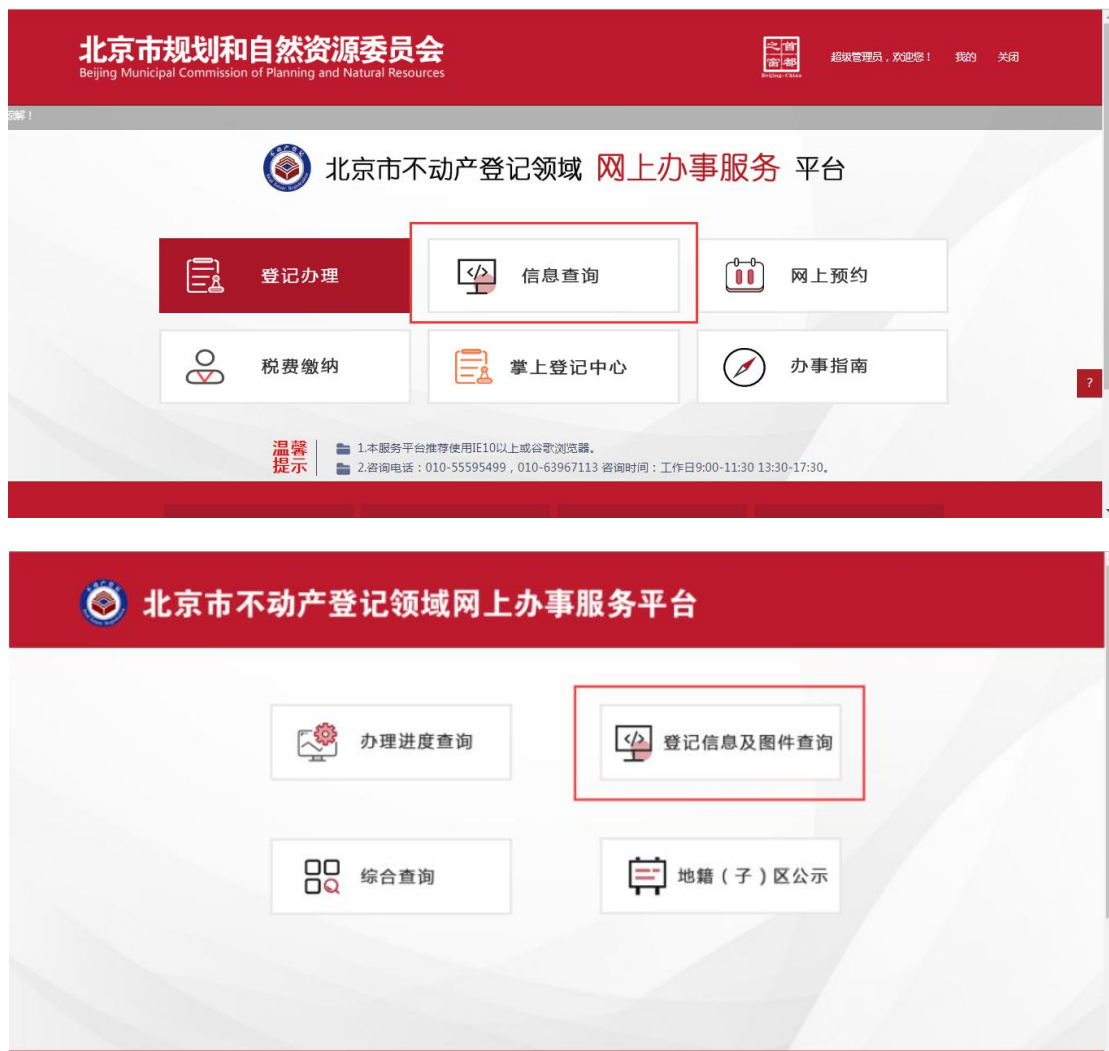 北京市规划和自然资源委员会
Beijing Municipal Commission of Planning and Natural Resources
首都之窗
Beijing-China
超级管理员，欢迎您！ 我的 关闭
谅解！
北京市不动产登记领域 网上办事服务 平台
登记办理 信息查询 网上预约
税费缴纳 掌上登记中心 办事指南
?
温馨提示
1.本服务平台推荐使用IE10以上或谷歌浏览器。
2.咨询电话：010-55595499，010-63967113 咨询时间：工作日9:00-11:30 13:30-17:30。
北京市不动产登记领域网上办事服务平台
办理进度查询 登记信息及图件查询
综合查询 地籍（子）区公示